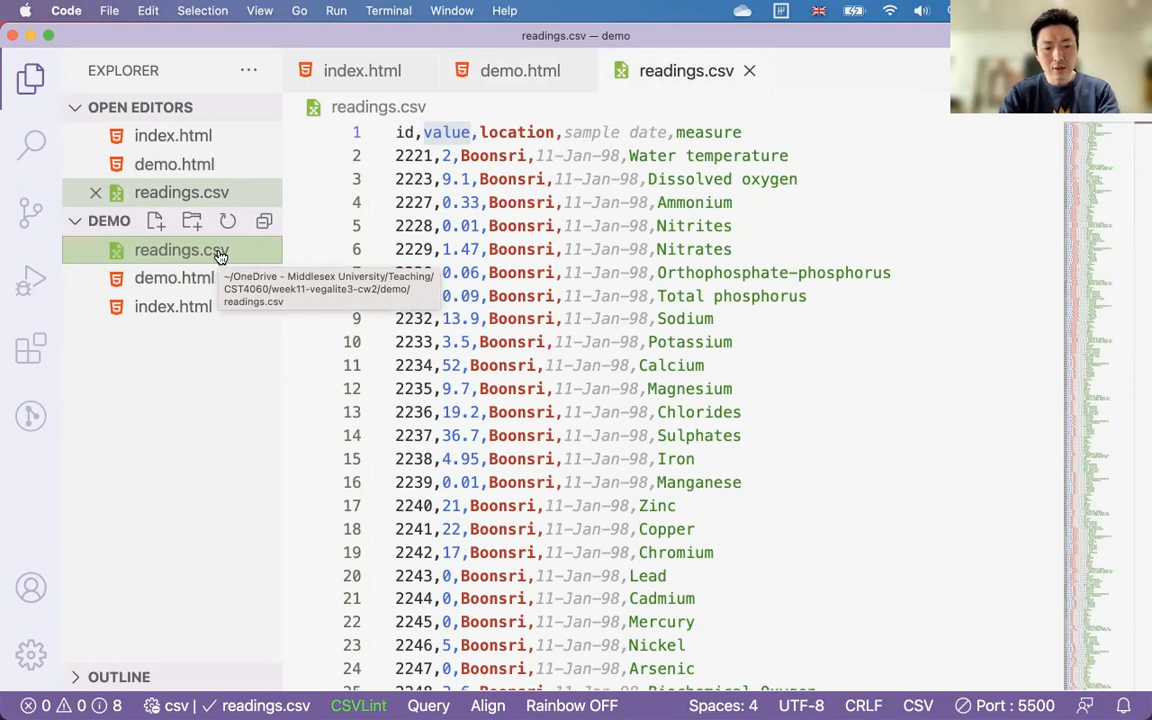 Code File Edit Selection View Go Run Terminal Window Help
readings.csv — demo
EXPLORER
index.html
demo.html
readings.csv
OPEN EDITORS
index.html
demo.html
readings.csv
DEMO
readings.csv
demo.html
index.html
~/OneDrive - Middlesex University/Teaching/
CST4060/week11-vegalite3-cw2/demo/
readings.csv
OUTLINE
readings.csv
1 id,value,location,sample date,measure
2 2221,2,Boonsri,11-Jan-98,Water temperature
3 2223,9.1,Boonsri,11-Jan-98,Dissolved oxygen
4 2227,0.33,Boonsri,11-Jan-98,Ammonium
5 2228,0.01,Boonsri,11-Jan-98,Nitrites
6 2229,1.47,Boonsri,11-Jan-98,Nitrates
0.06,Boonsri,11-Jan-98,Orthophosphate-phosphorus
0.09,Boonsri,11-Jan-98,Total phosphorus
9 2232,13.9,Boonsri,11-Jan-98,Sodium
10 2233,3.5,Boonsri,11-Jan-98,Potassium
11 2234,52,Boonsri,11-Jan-98,Calcium
12 2235,9.7,Boonsri,11-Jan-98,Magnesium
13 2236,19.2,Boonsri,11-Jan-98,Chlorides
14 2237,36.7,Boonsri,11-Jan-98,Sulphates
15 2238,4.95,Boonsri,11-Jan-98,Iron
16 2239,0.01,Boonsri,11-Jan-98,Manganese
17 2240,21,Boonsri,11-Jan-98,Zinc
18 2241,22,Boonsri,11-Jan-98,Copper
19 2242,17,Boonsri,11-Jan-98,Chromium
20 2243,0,Boonsri,11-Jan-98,Lead
21 2244,0,Boonsri,11-Jan-98,Cadmium
22 2245,0,Boonsri,11-Jan-98,Mercury
23 2246,5,Boonsri,11-Jan-98,Nickel
24 2247,0,Boonsri,11-Jan-98,Arsenic
0 0 8 csv | ✓ readings.csv CSVLint Query Align Rainbow OFF Spaces: 4 UTF-8 CRLF CSV Port : 5500